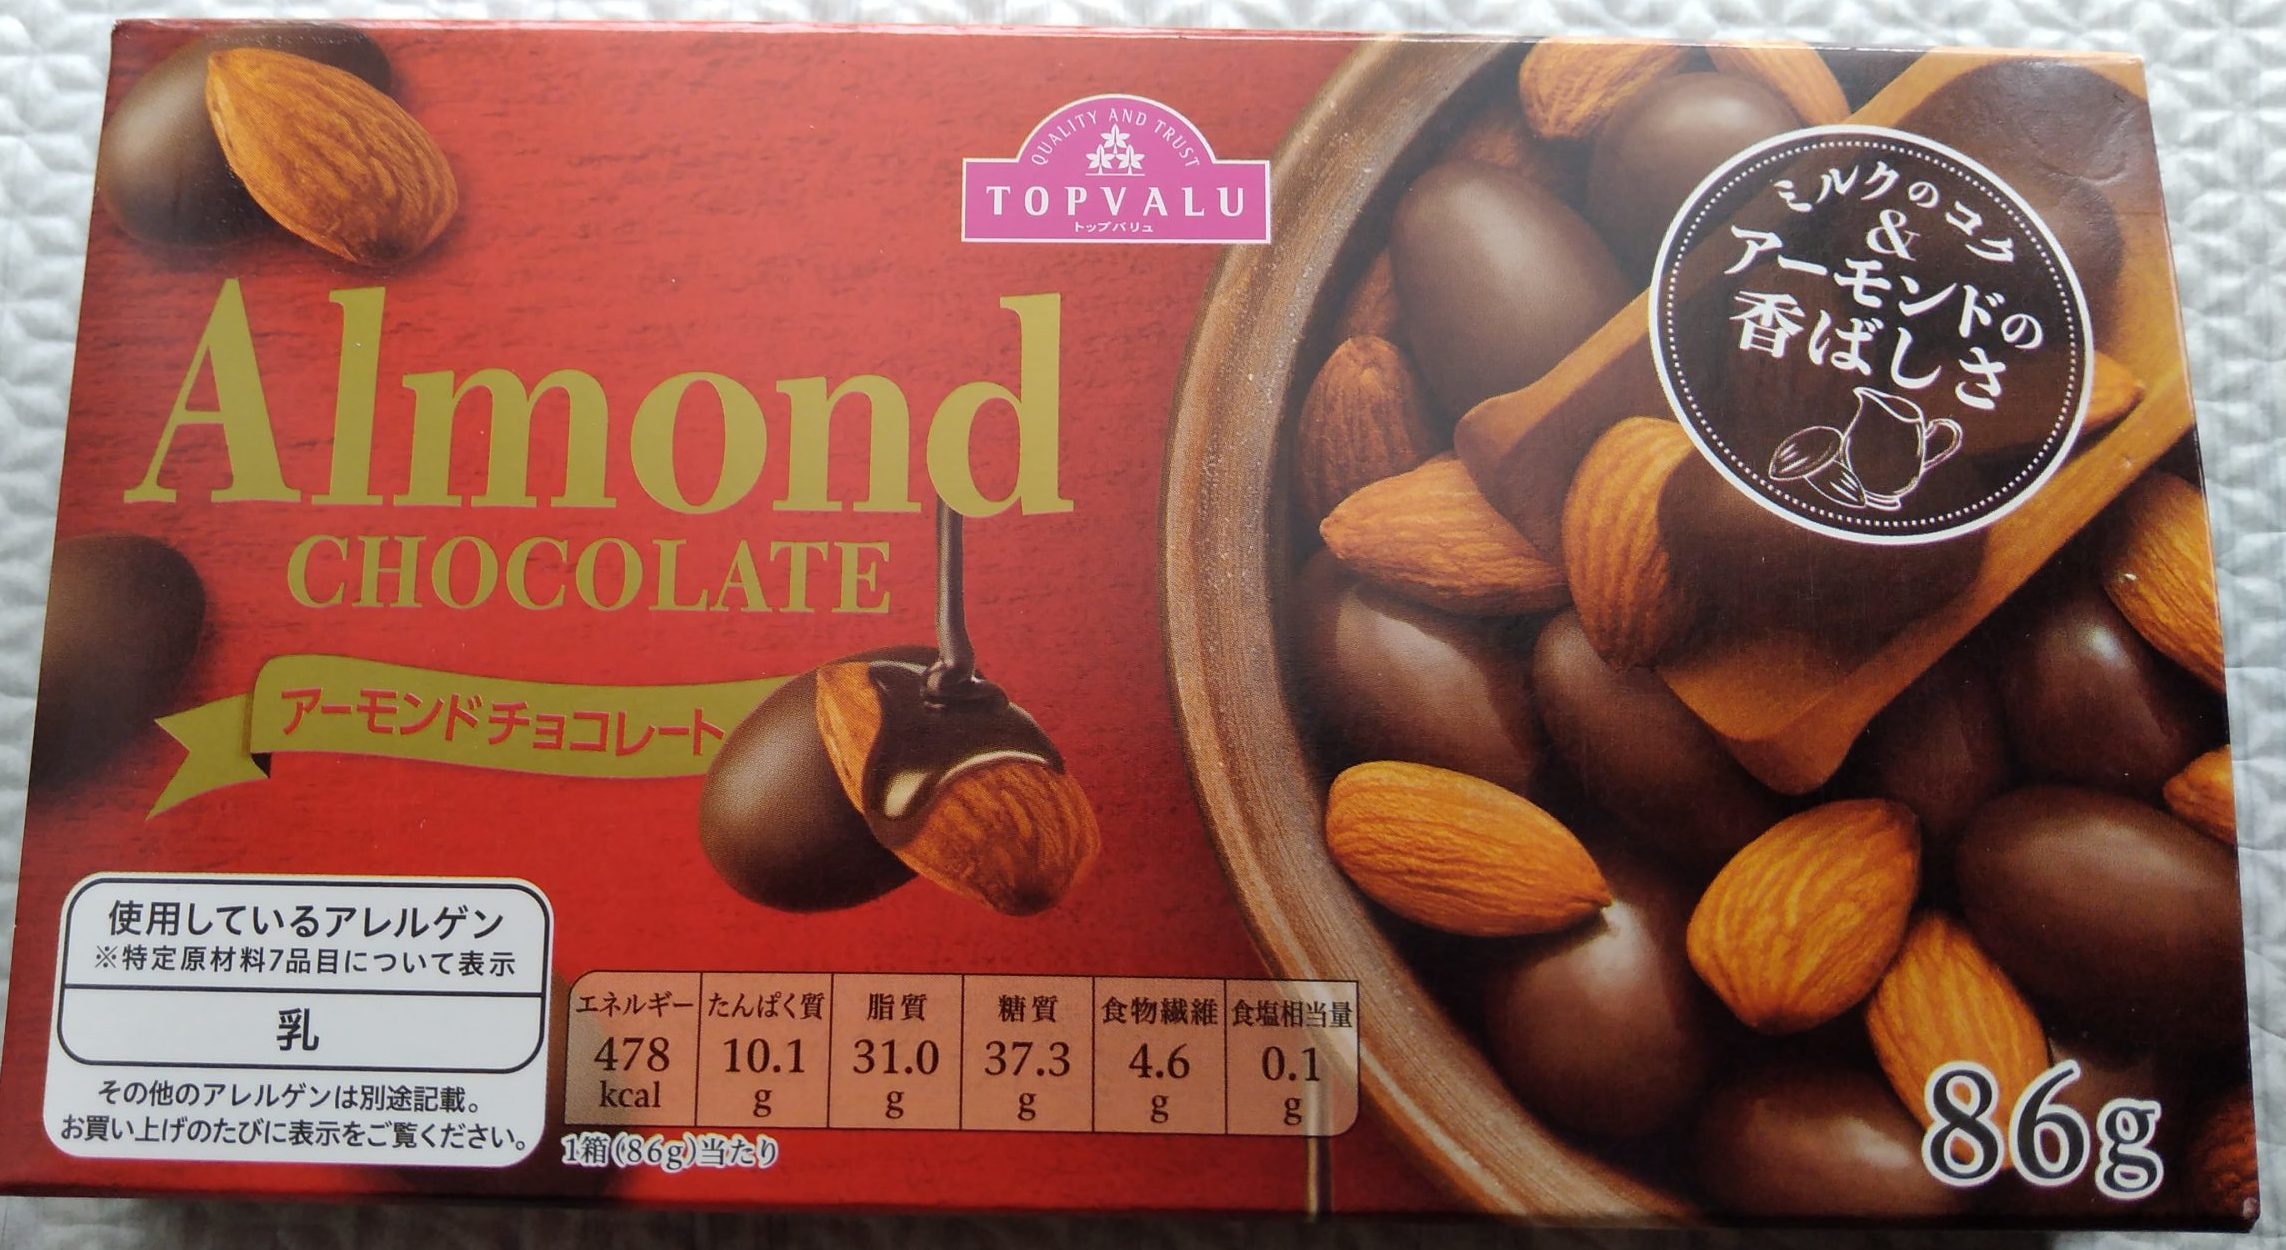 QUALITY AND TRUST
TOPVALU
トップバリュ
ミルクのコク
&
アーモンドの
香ばしさ
Almond
CHOCOLATE
アーモンドチョコレート
使用しているアレルゲン
※特定原材料7品目について表示
乳
その他のアレルゲンは別途記載。
お買い上げのたびに表示をご覧ください。
エネルギー たんぱく質 脂質 糖質 食物繊維 食塩相当量
478 10.1 31.0 37.3 4.6 0.1
kcal g g g g g
1箱(86g)当たり
86g